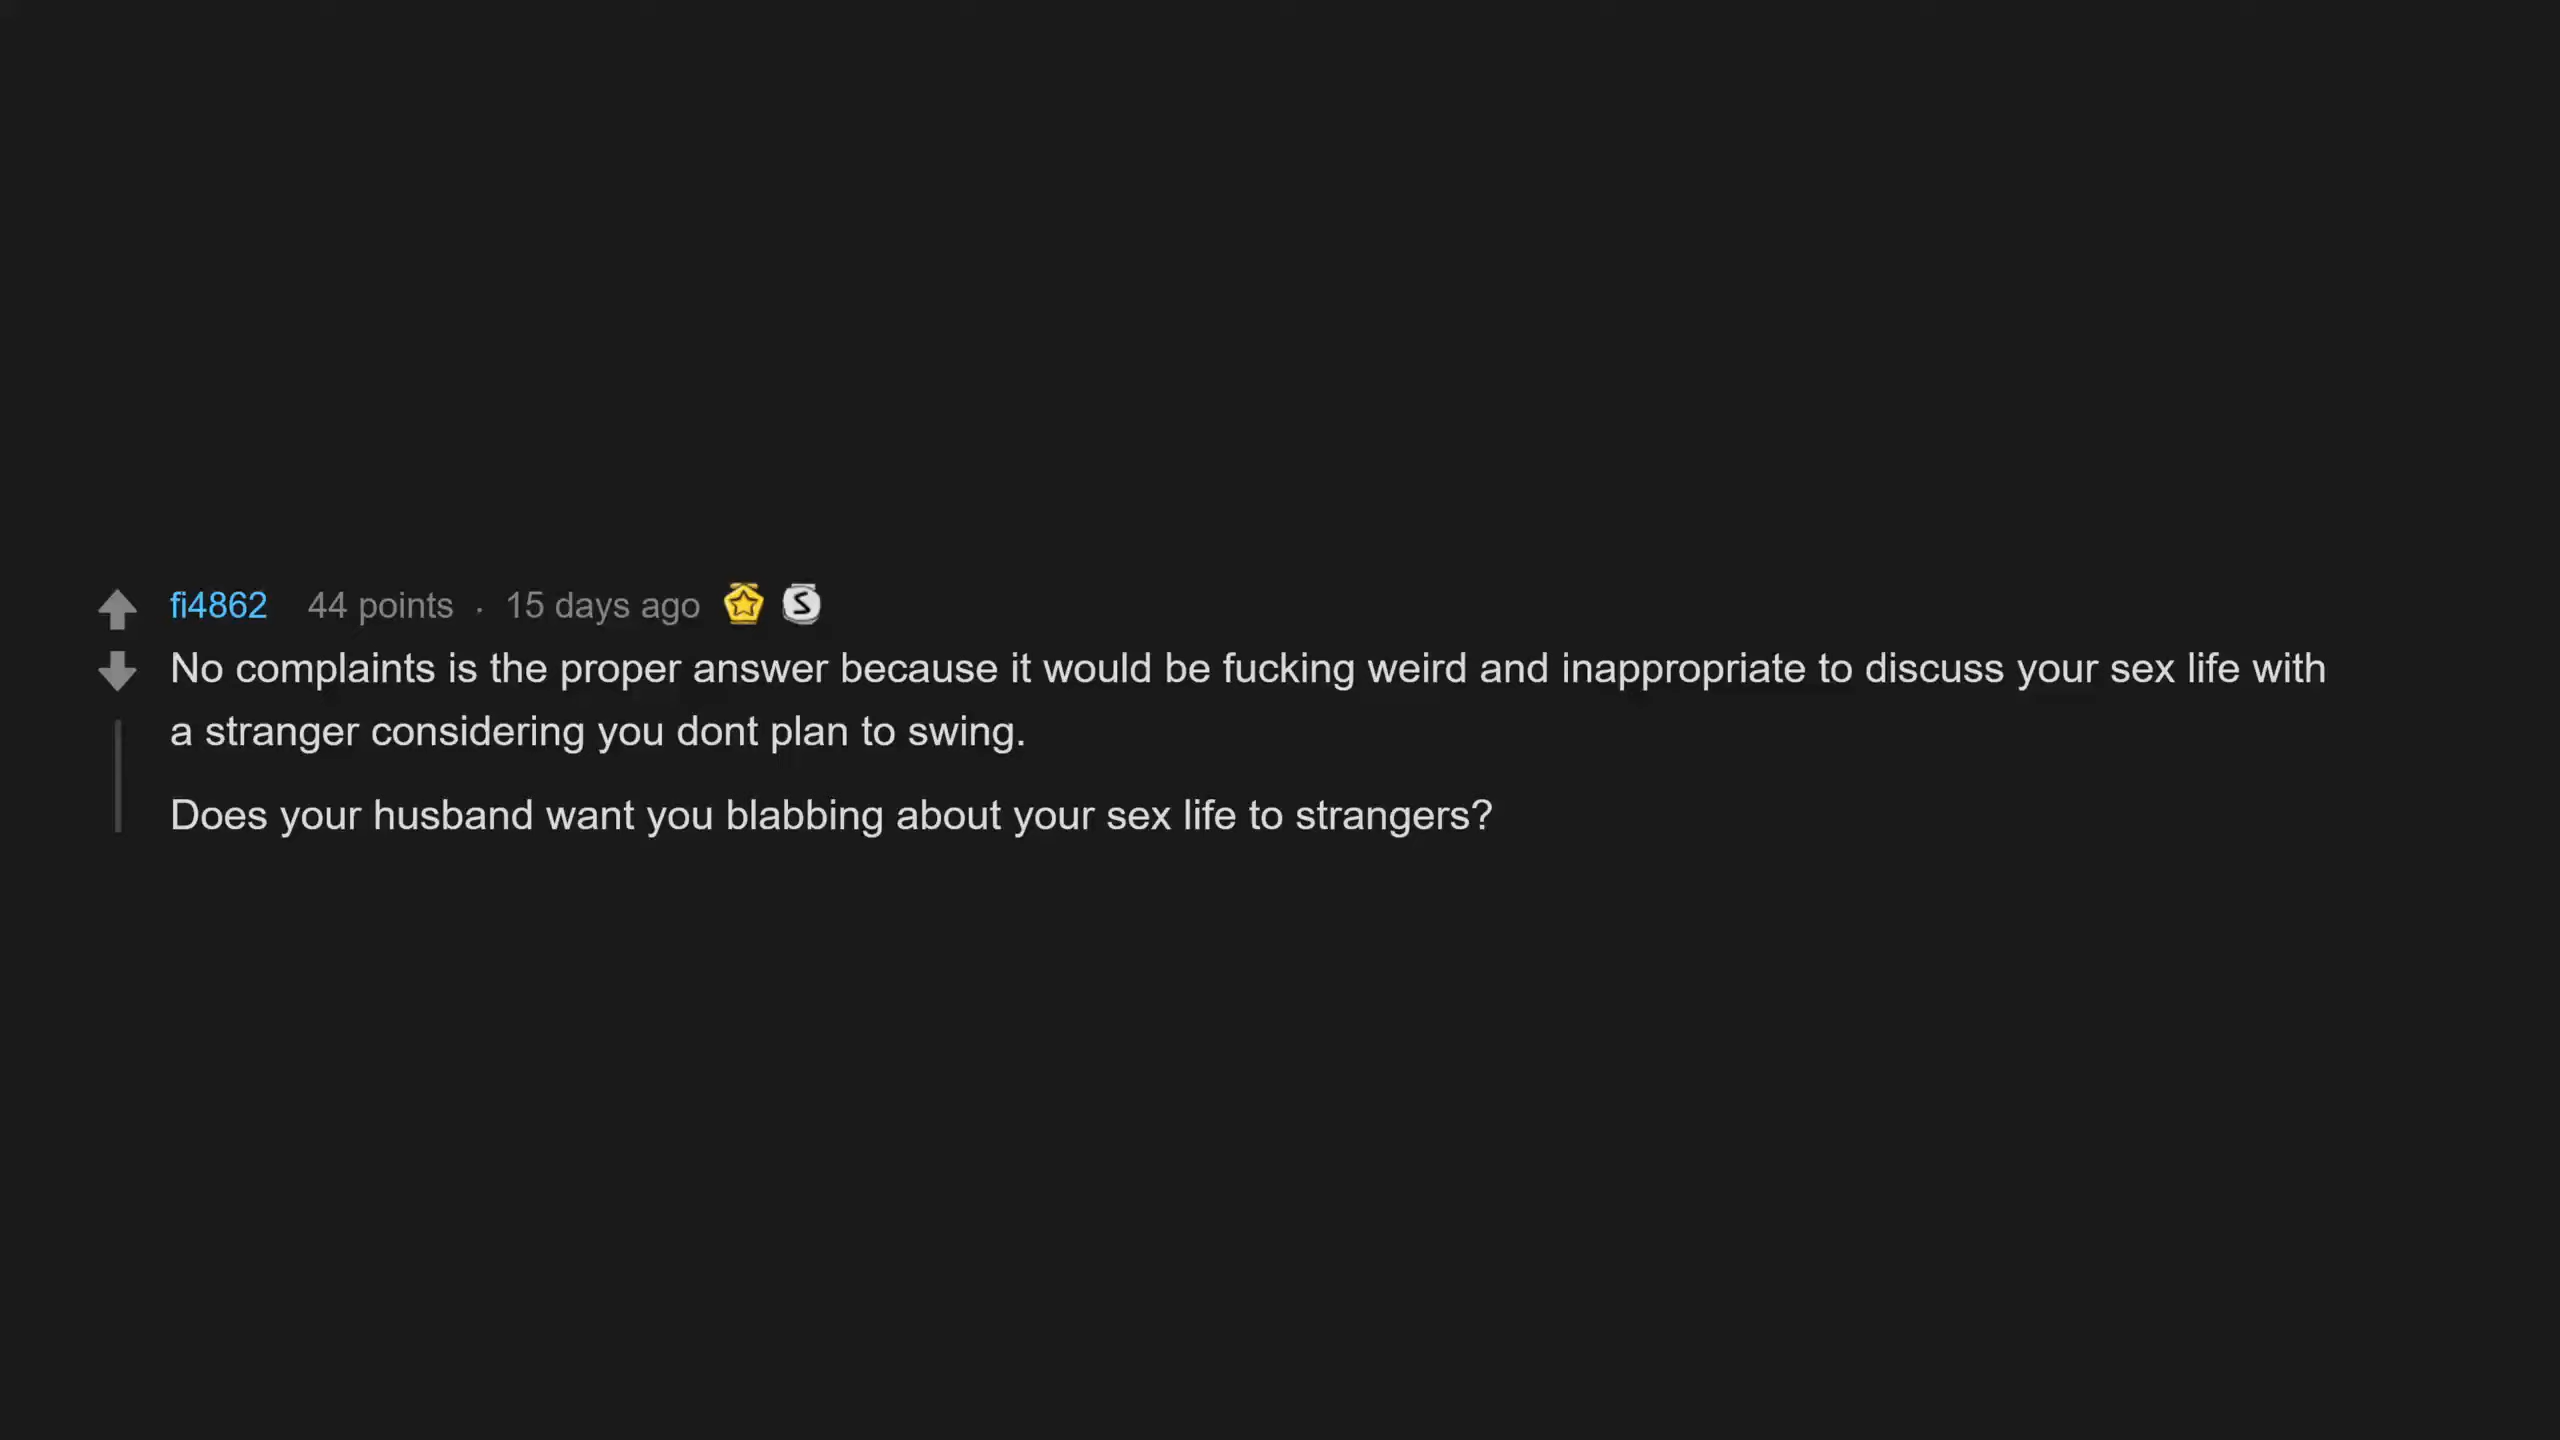 fi4862 44 points · 15 days ago
No complaints is the proper answer because it would be fucking weird and inappropriate to discuss your sex life with
a stranger considering you dont plan to swing.
Does your husband want you blabbing about your sex life to strangers?